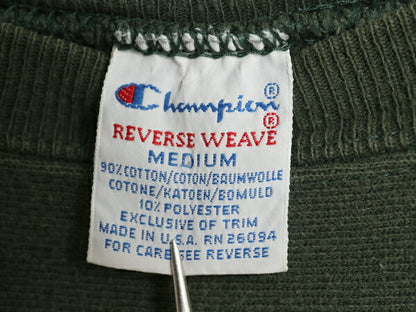 Champion®
REVERSE WEAVE®
MEDIUM
90% COTTON/COTON/BAUMWOLLE
COTONE/KATOEN/BOMULD
10% POLYESTER
EXCLUSIVE OF TRIM
MADE IN U.S.A. RN 26094
FOR CARE SEE REVERSE